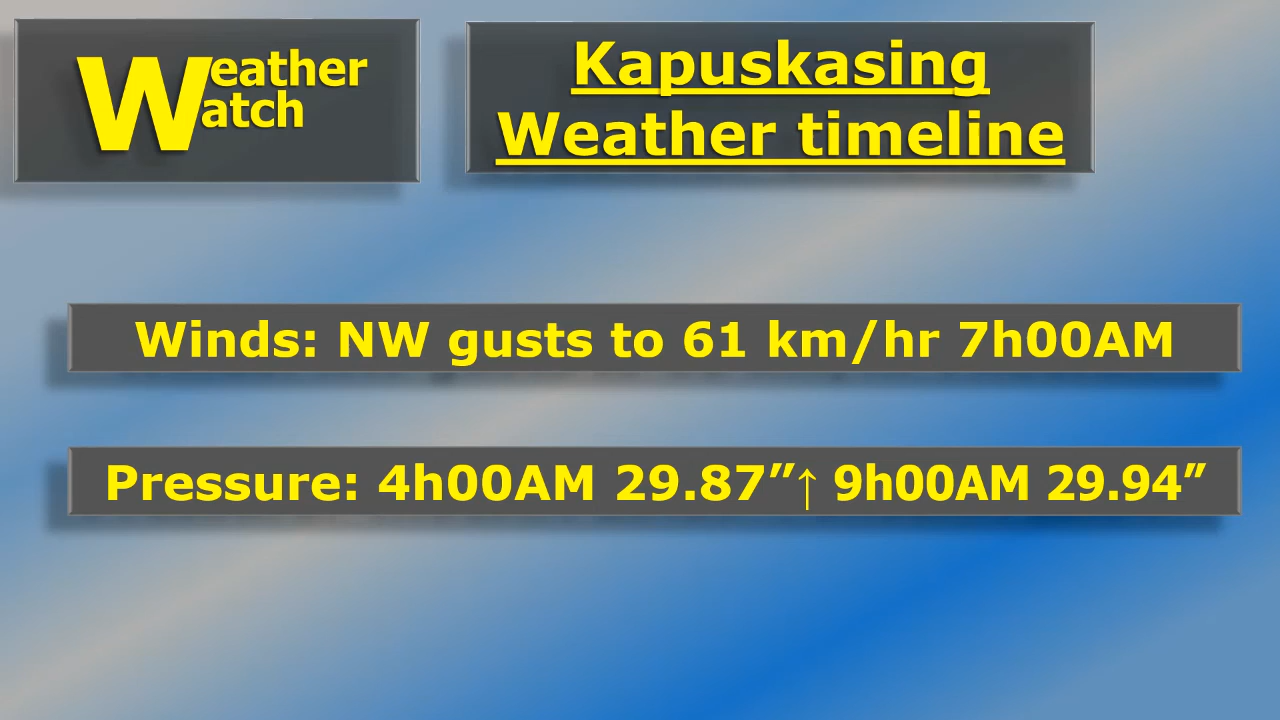 Weather
Watch
Kapuskasing
Weather timeline
Winds: NW gusts to 61 km/hr 7h00AM
Pressure: 4h00AM 29.87”↑ 9h00AM 29.94”